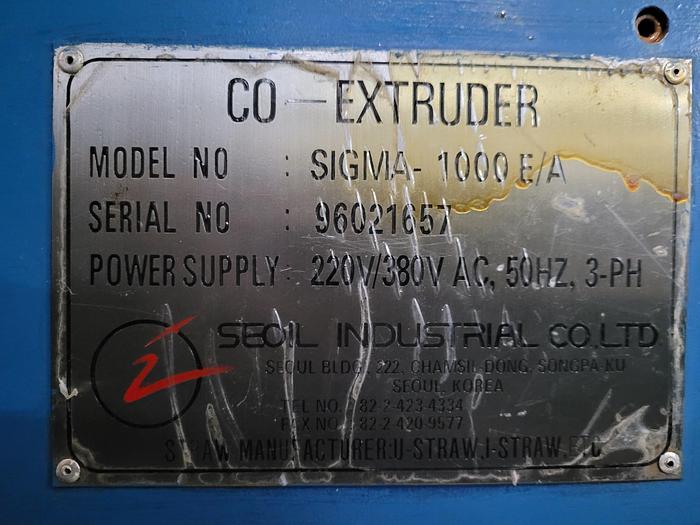 CO-EXTRUDER
MODEL NO : SIGMA- 1000 E/A
SERIAL NO : 96021657
POWER SUPPLY : 220V/380V AC, 50HZ, 3-PH
SEOIL INDUSTRIAL CO.LTD
SEOUL BLDG. 222, CHAMSIL-DONG, SONGPA-KU
SEOUL, KOREA
TEL NO. : 82-2-423-4334
FAX NO. : 82-2-420-9577
STRAW MANUFACTURER:U-STRAW,I-STRAW,ETC